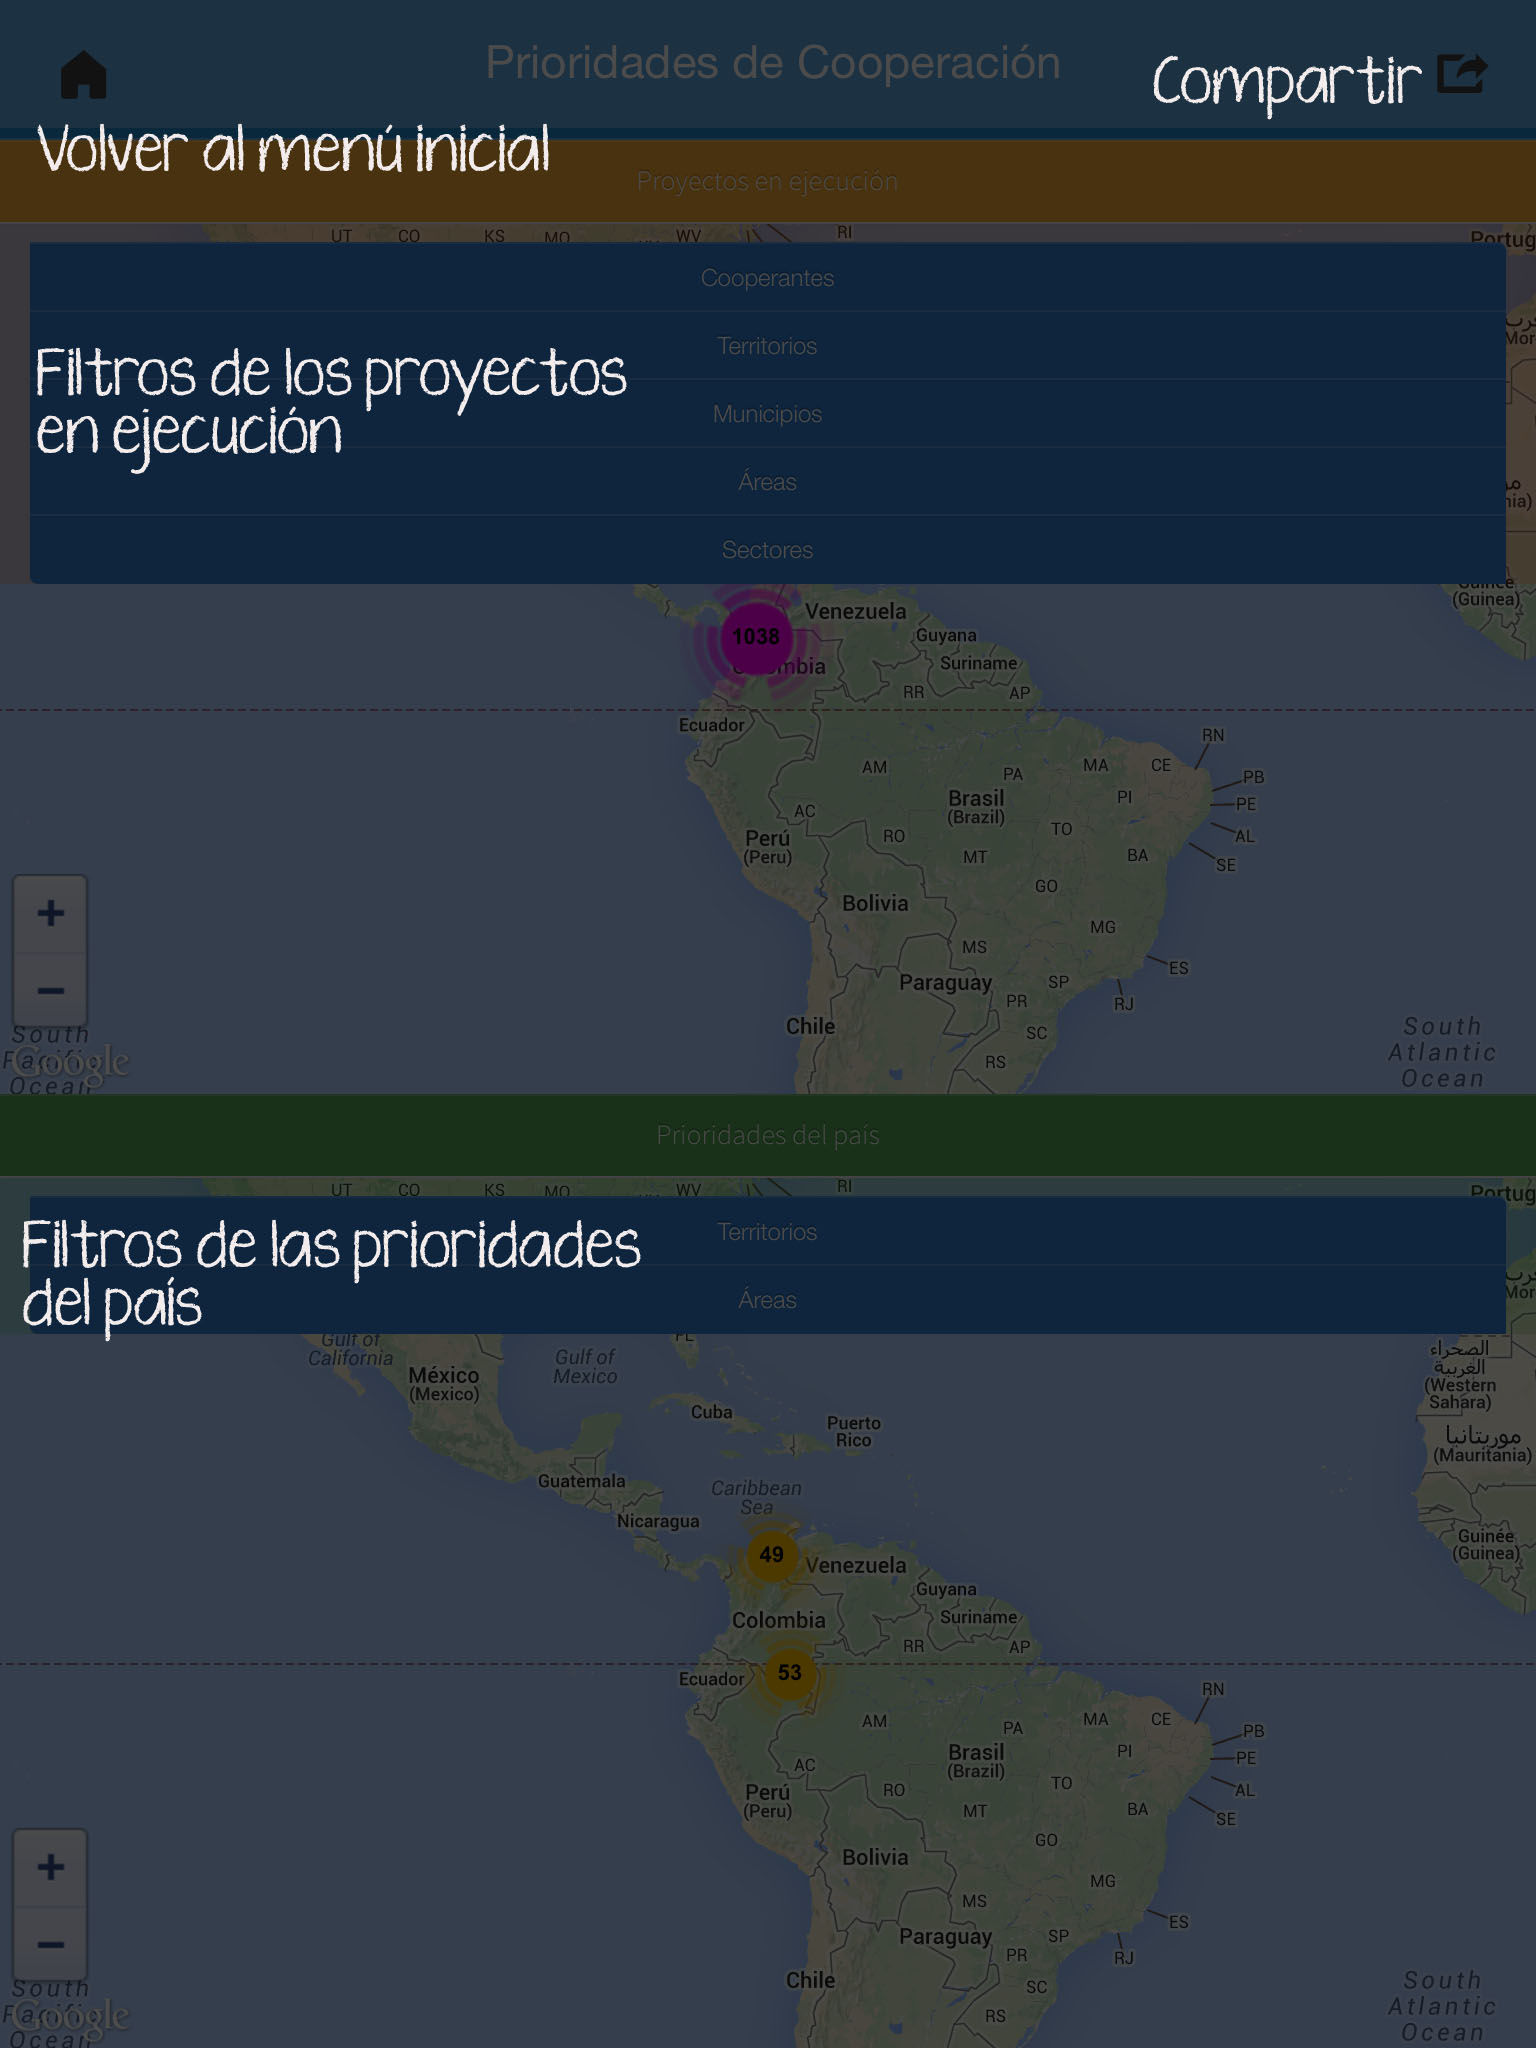 Prioridades de Cooperación
Compartir
Volver al menú inicial
Proyectos en ejecución
UT CO KS MO WV RI
Portug
Cooperantes
Territorios
Filtros de los proyectos
en ejecución
Municipios
Áreas
Sectores
(Guinea)
1038
Venezuela
Guyana
Suriname
RR
AP
Ecuador
RN
AM
PA
MA
CE
PB
Brasil
(Brazil)
PI
PE
AC
TO
AL
Perú
(Peru)
RO
MT
BA
SE
GO
Bolivia
MG
MS
ES
Paraguay
SP
PR
RJ
Chile
SC
RS
+
−
South
Pacific
Ocean
Google
South
Atlantic
Ocean
Prioridades del país
UT CO KS MO WV RI
Portug
Territorios
Filtros de las prioridades
del país
Áreas
Gulf of
California
FL
México
(Mexico)
Gulf of
Mexico
الصحراء
الغربية
(Western
Sahara)
Cuba
Puerto
Rico
موريتانيا
(Mauritania)
Guatemala
Caribbean
Sea
Nicaragua
49
Venezuela
Guinée
(Guinea)
Guyana
Colombia
Suriname
RR
AP
Ecuador
53
RN
AM
PA
MA
CE
PB
Brasil
(Brazil)
PI
PE
AC
TO
AL
Perú
(Peru)
RO
MT
BA
SE
GO
Bolivia
MG
MS
ES
Paraguay
SP
PR
RJ
Chile
SC
RS
+
−
South
Pacific
Ocean
Google
South
Atlantic
Ocean